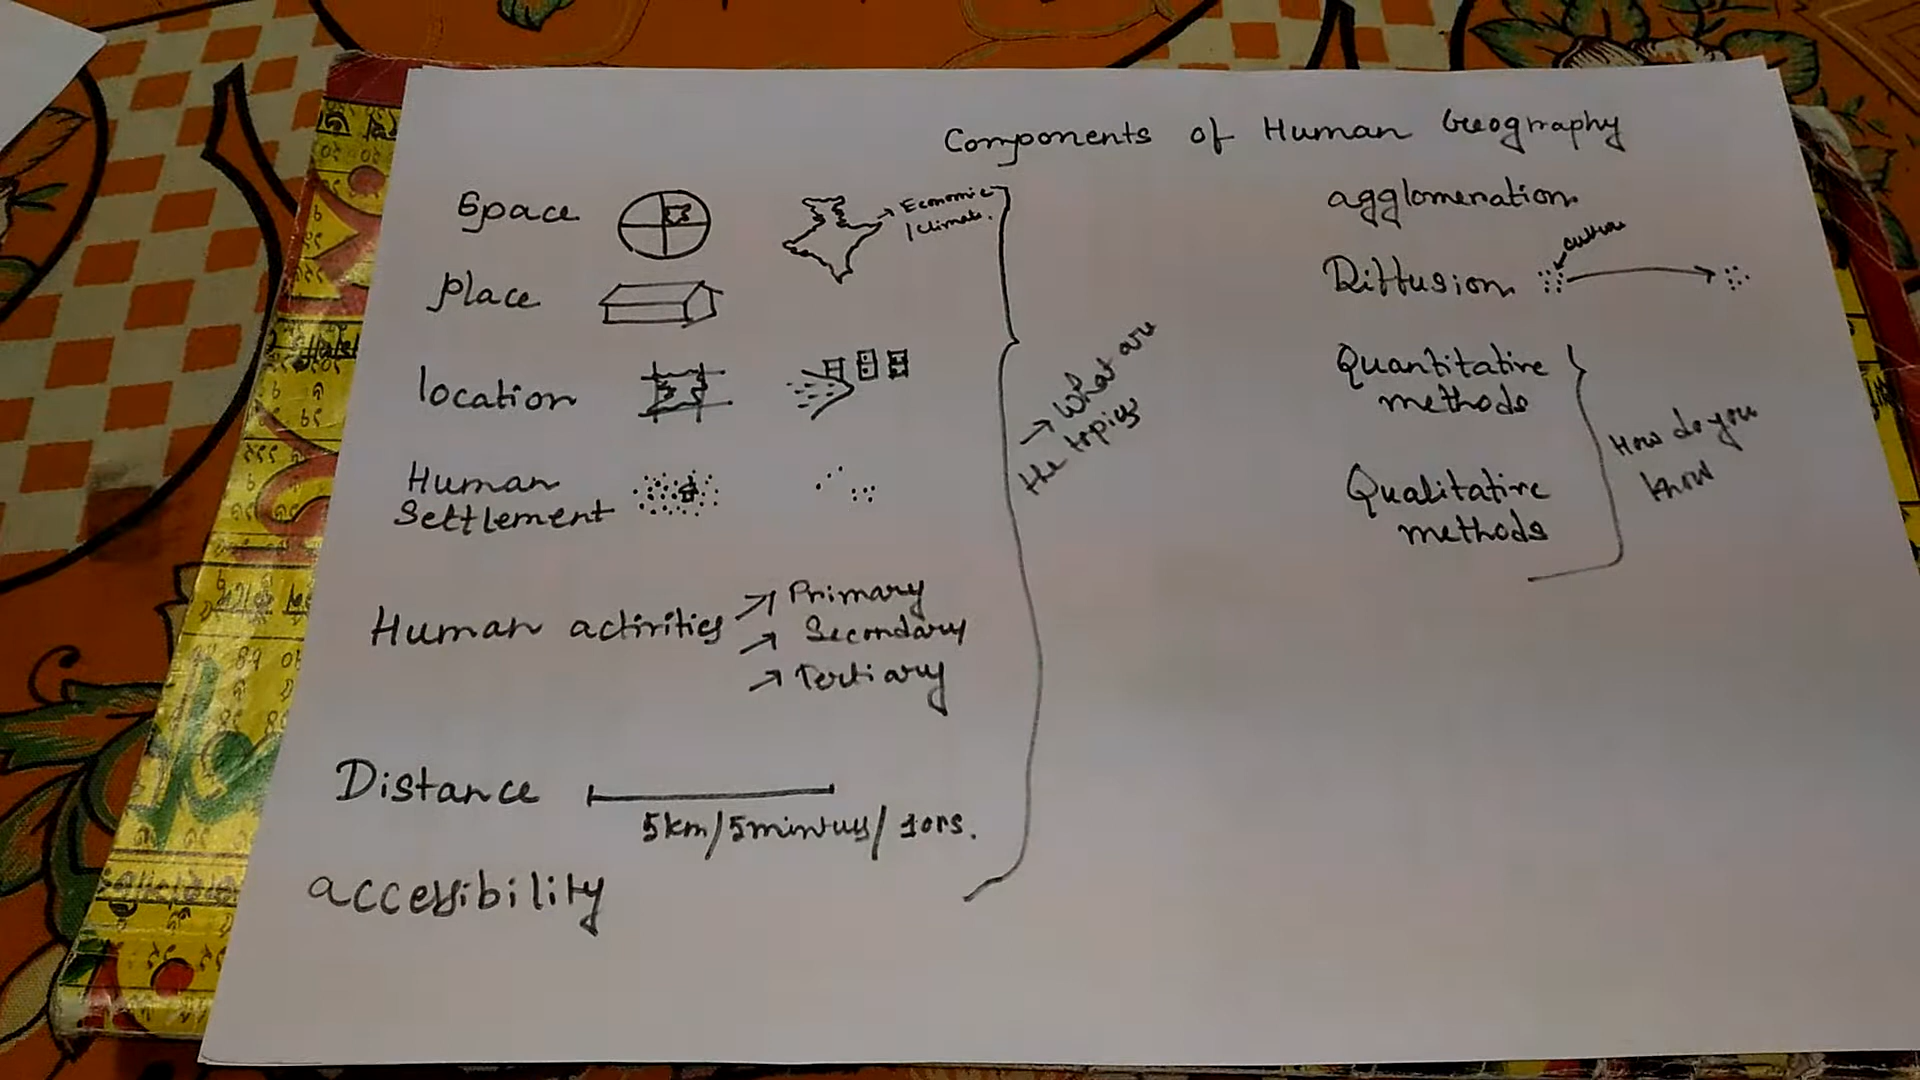 Components of Human Geography
Space
Economic
/climate.
place
location
Human
Settlement
Human activities
Primary
Secondary
Tertiary
Distance
5km/5mintus/ 10rs.
accessibility
→ What are
the topics
agglomeration
culture
Diffusion
Quantitative
methods
Qualitative
methods
How do you
know